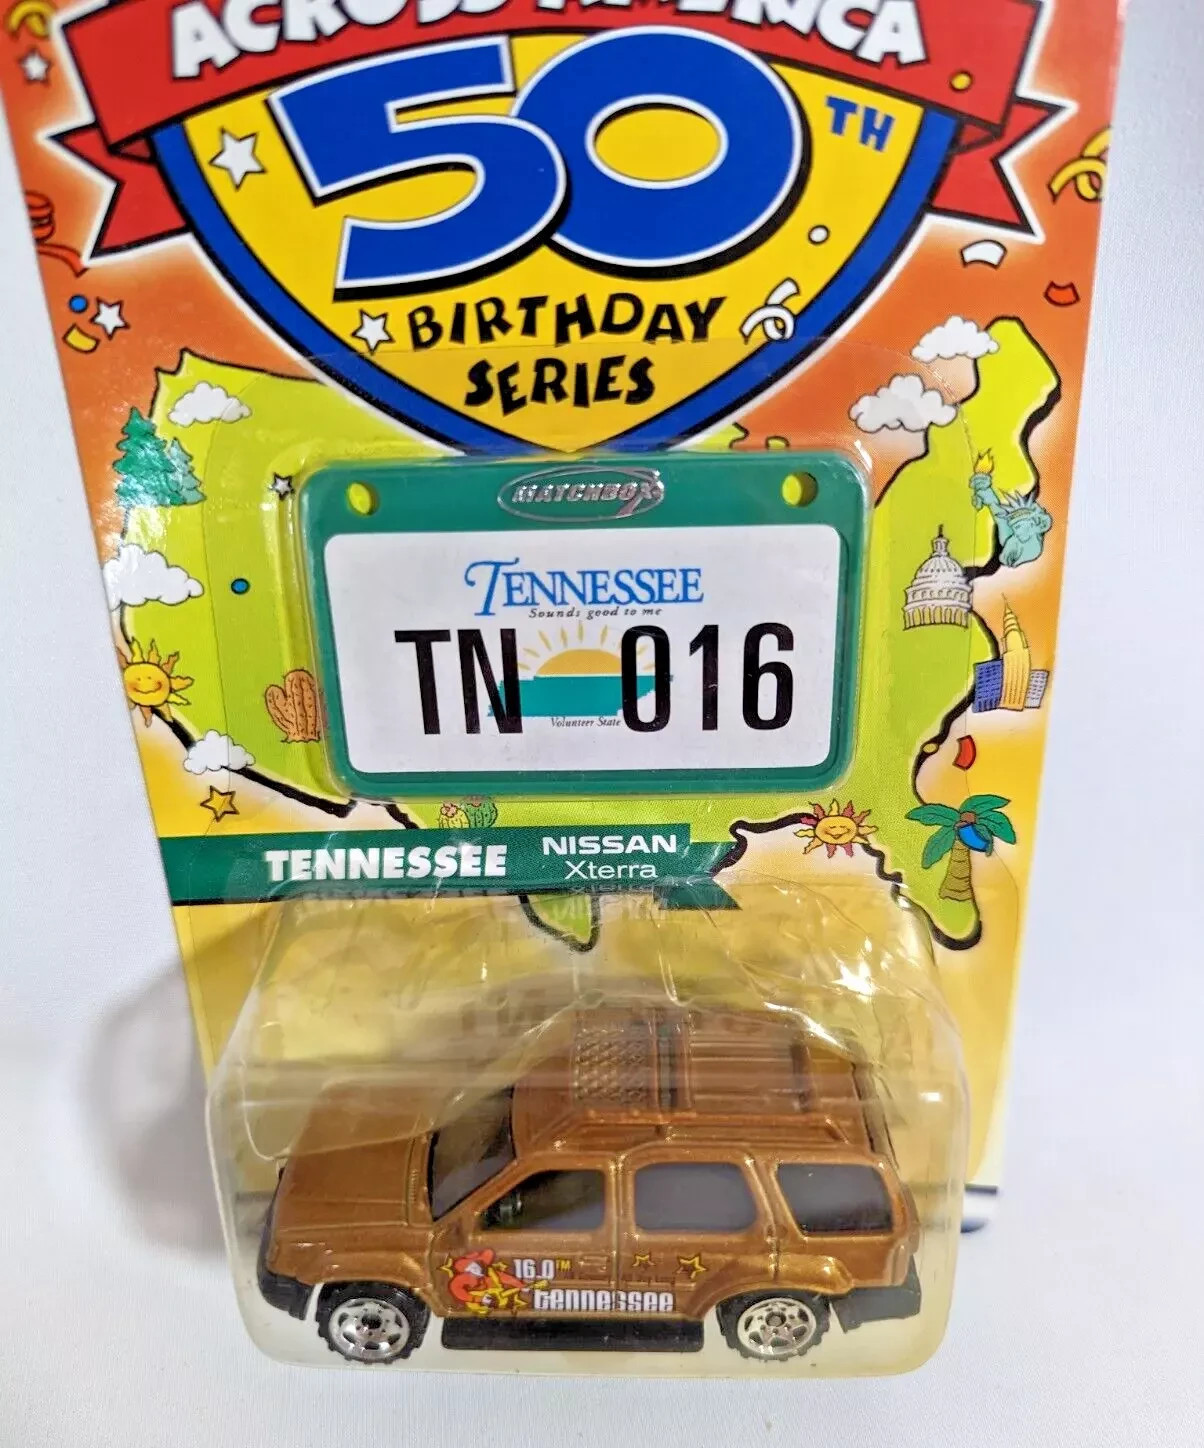 ACROSS AMERICA
50TH
BIRTHDAY
SERIES
MATCHBOX
TENNESSEE
Sounds good to me
TN 016
Volunteer State
TENNESSEE
NISSAN
Xterra
16.0™
tennessee